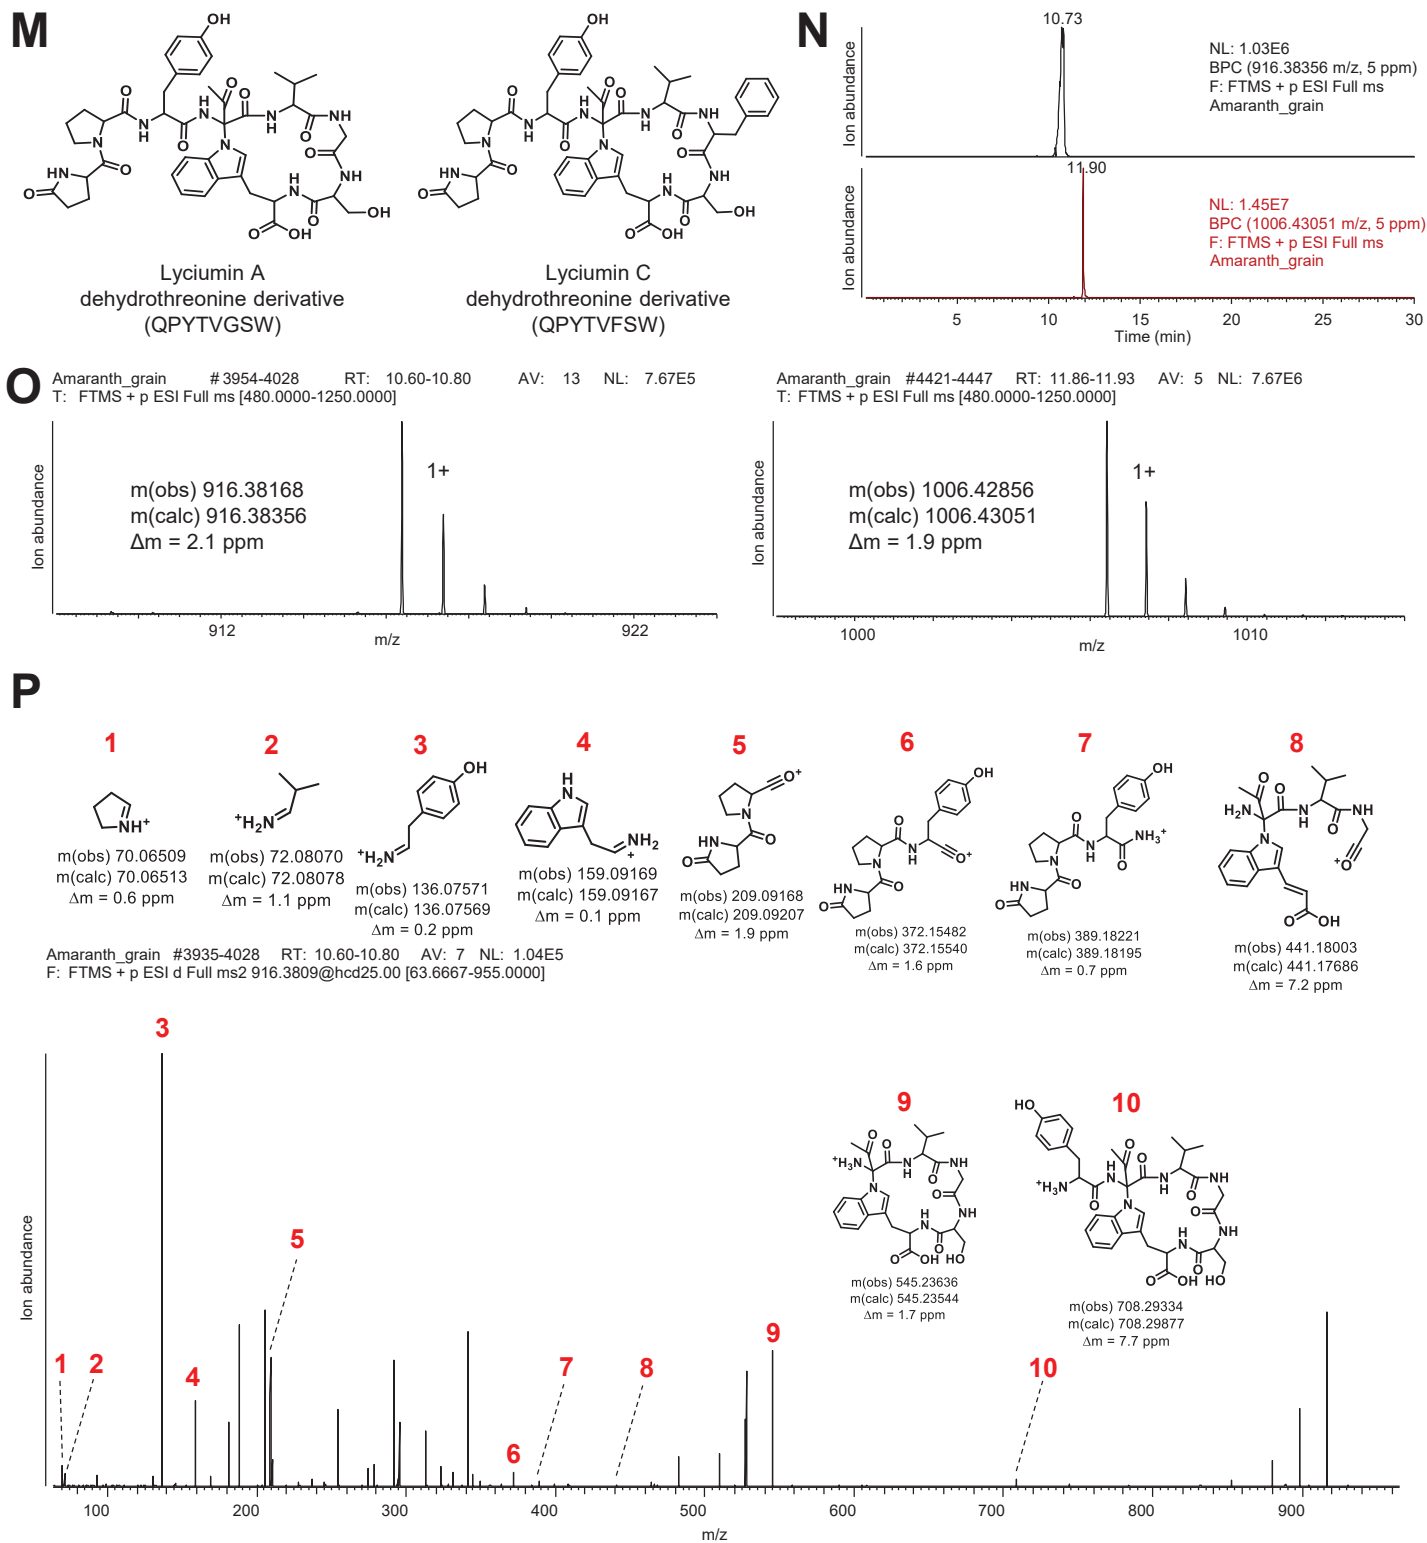 M
Lyciumin A
dehydrothreonine derivative
(QPYTVGSW)
Lyciumin C
dehydrothreonine derivative
(QPYTVFSW)
N
Ion abundance
10.73
NL: 1.03E6
BPC (916.38356 m/z, 5 ppm)
F: FTMS + p ESI Full ms
Amaranth_grain
Ion abundance
11.90
NL: 1.45E7
BPC (1006.43051 m/z, 5 ppm)
F: FTMS + p ESI Full ms
Amaranth_grain
5 10 15 20 25 30
Time (min)
O
Amaranth_grain #3954-4028 RT: 10.60-10.80 AV: 13 NL: 7.67E5
T: FTMS + p ESI Full ms [480.0000-1250.0000]
Ion abundance
1+
m(obs) 916.38168
m(calc) 916.38356
Δm = 2.1 ppm
912 922
m/z
Amaranth_grain #4421-4447 RT: 11.86-11.93 AV: 5 NL: 7.67E6
T: FTMS + p ESI Full ms [480.0000-1250.0000]
Ion abundance
1+
m(obs) 1006.42856
m(calc) 1006.43051
Δm = 1.9 ppm
1000 1010
m/z
P
1
m(obs) 70.06509
m(calc) 70.06513
Δm = 0.6 ppm
2
m(obs) 72.08070
m(calc) 72.08078
Δm = 1.1 ppm
3
m(obs) 136.07571
m(calc) 136.07569
Δm = 0.2 ppm
4
m(obs) 159.09169
m(calc) 159.09167
Δm = 0.1 ppm
5
m(obs) 209.09168
m(calc) 209.09207
Δm = 1.9 ppm
6
m(obs) 372.15482
m(calc) 372.15540
Δm = 1.6 ppm
7
m(obs) 389.18221
m(calc) 389.18195
Δm = 0.7 ppm
8
m(obs) 441.18003
m(calc) 441.17686
Δm = 7.2 ppm
Amaranth_grain #3935-4028 RT: 10.60-10.80 AV: 7 NL: 1.04E5
F: FTMS + p ESI d Full ms2 916.3809@hcd25.00 [63.6667-955.0000]
9
m(obs) 545.23636
m(calc) 545.23544
Δm = 1.7 ppm
10
m(obs) 708.29334
m(calc) 708.29877
Δm = 7.7 ppm
Ion abundance
1 2 3 4 5 6 7 8 9 10
100 200 300 400 500 600 700 800 900
m/z